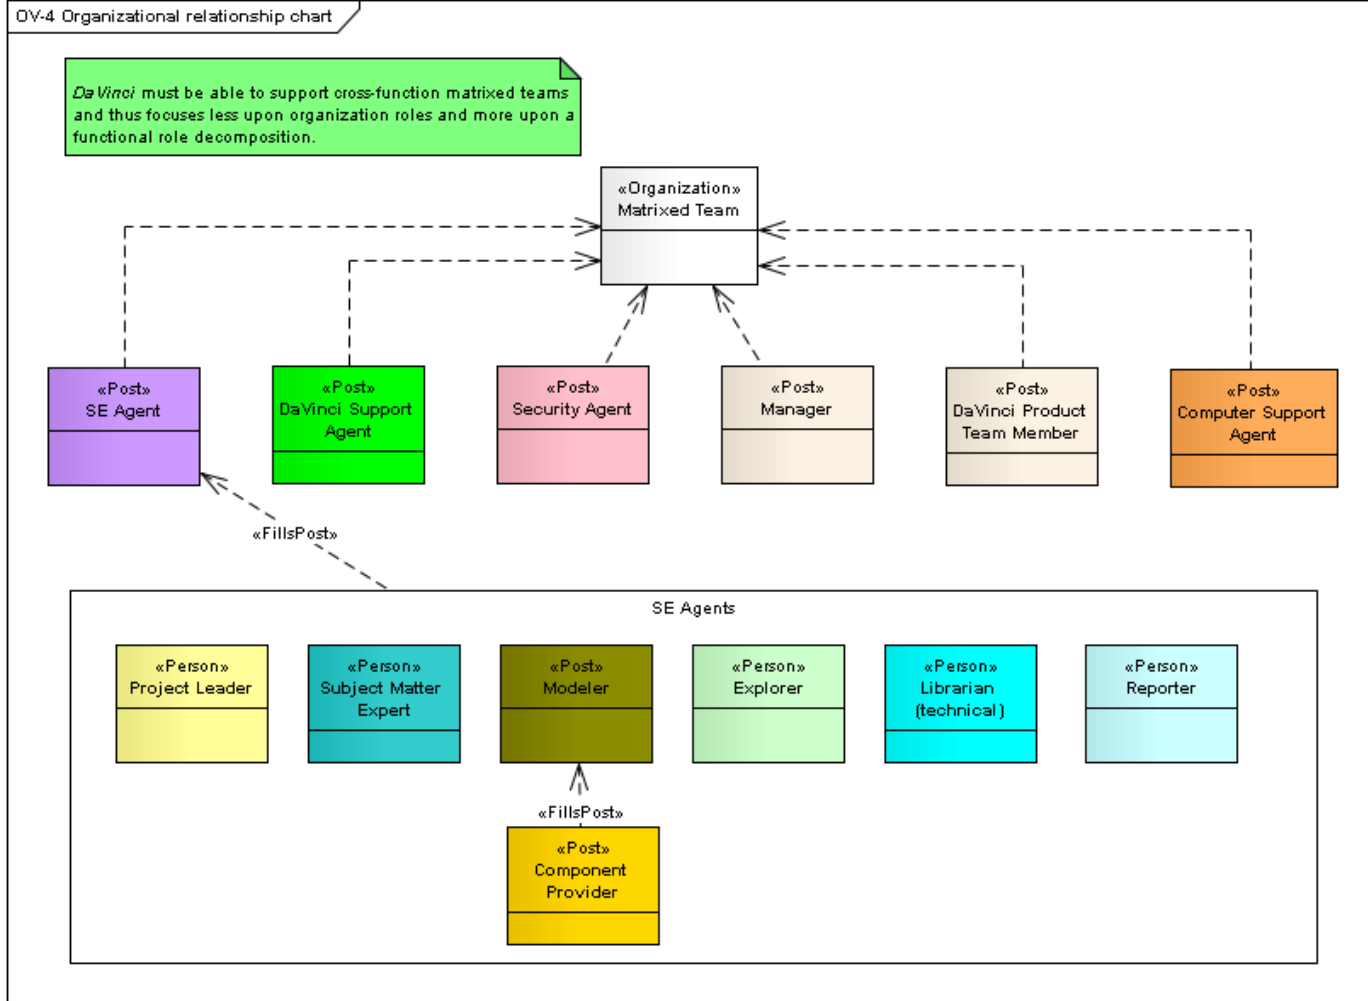 OV-4 Organizational relationship chart
DaVinci must be able to support cross-function matrixed teams
and thus focuses less upon organization roles and more upon a
functional role decomposition.
«Organization»
Matrixed Team
«Post»
SE Agent
«Post»
DaVinci Support
Agent
«Post»
Security Agent
«Post»
Manager
«Post»
DaVinci Product
Team Member
«Post»
Computer Support
Agent
«FillsPost»
SE Agents
«Person»
Project Leader
«Person»
Subject Matter
Expert
«Post»
Modeler
«Person»
Explorer
«Person»
Librarian
(technical)
«Person»
Reporter
«FillsPost»
«Post»
Component
Provider